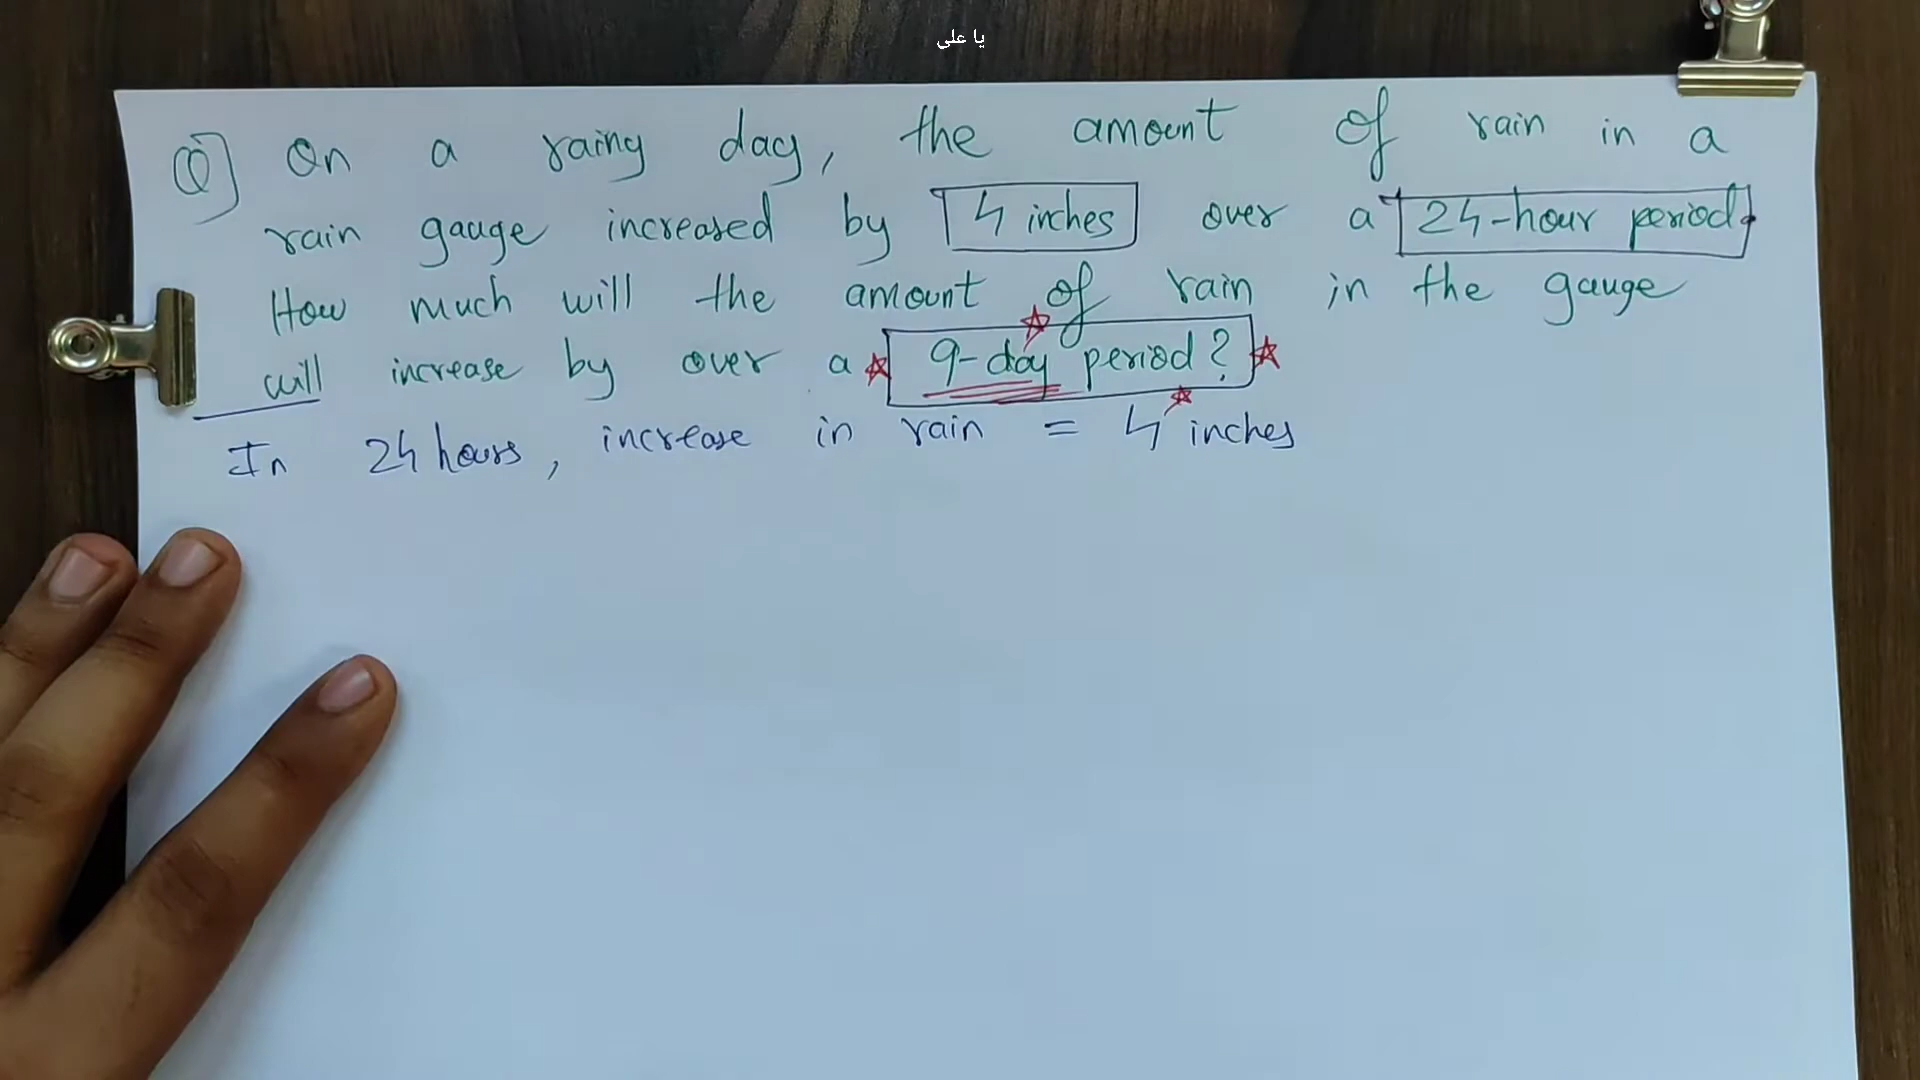 يا على
Q] On a rainy day, the amount of rain in a
rain gauge increased by 4 inches over a 24-hour period.
How much will the amount of rain in the gauge
will increase by over a 9-day period?
In 24 hours, increase in rain = 4 inches